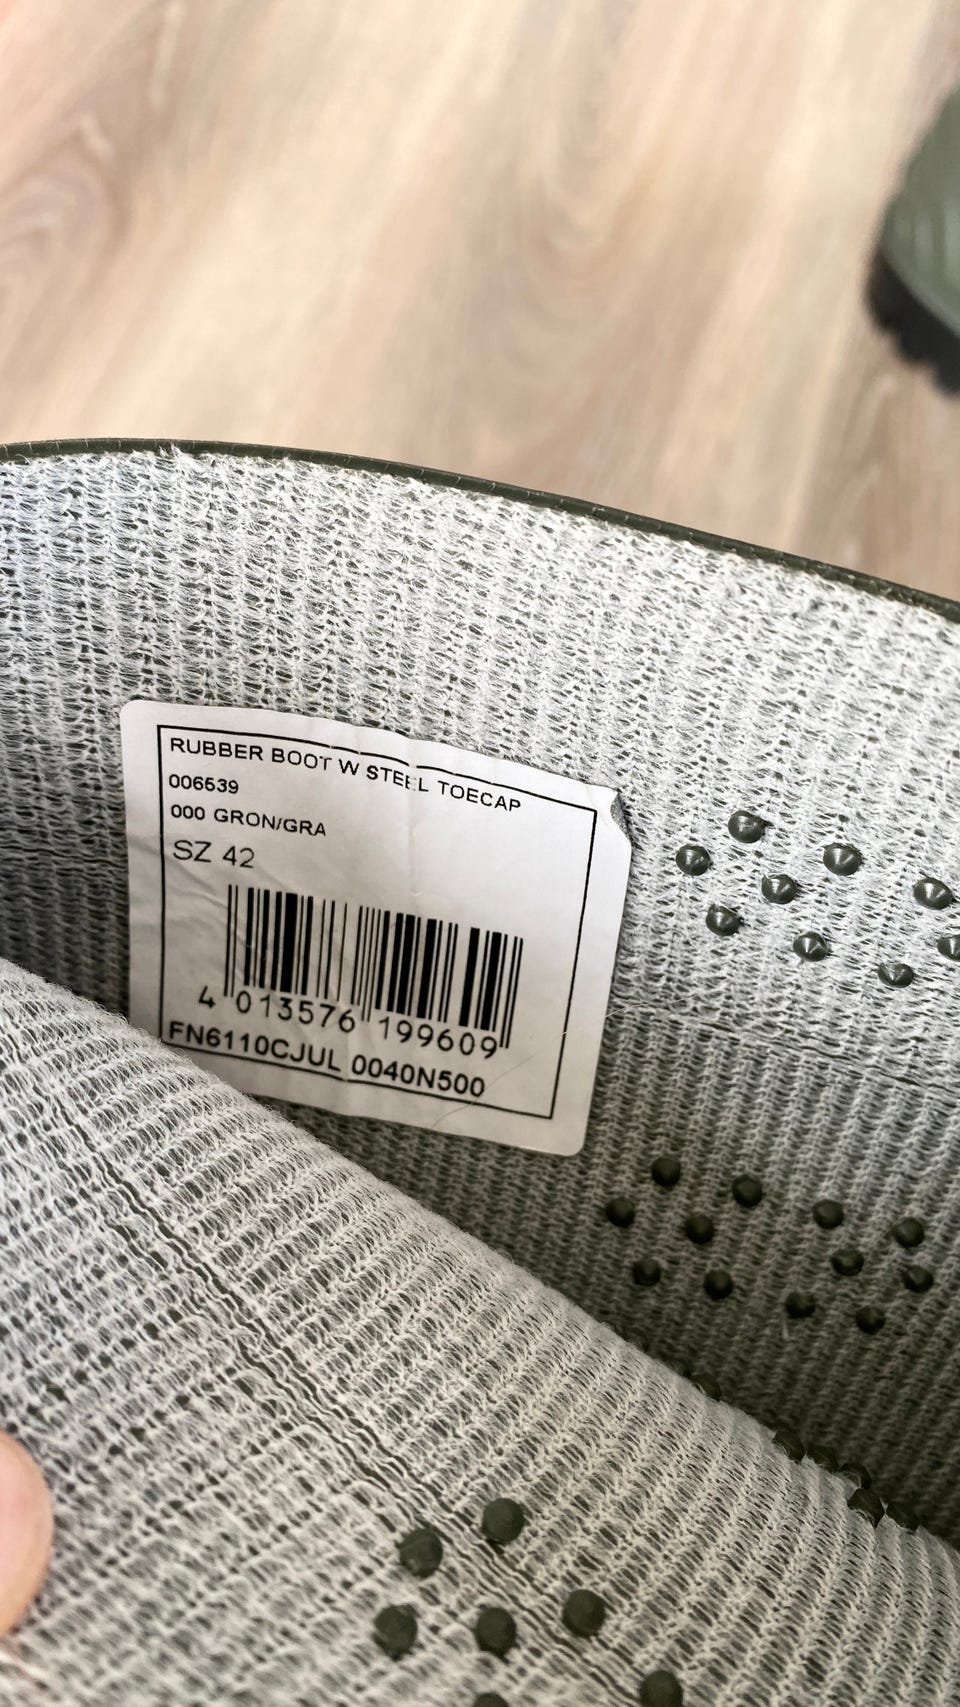 RUBBER BOOT W STEEL TOECAP
006539
000 GRON/GRA
SZ 42
4 013576 199609
FN6110CJUL 0040N500